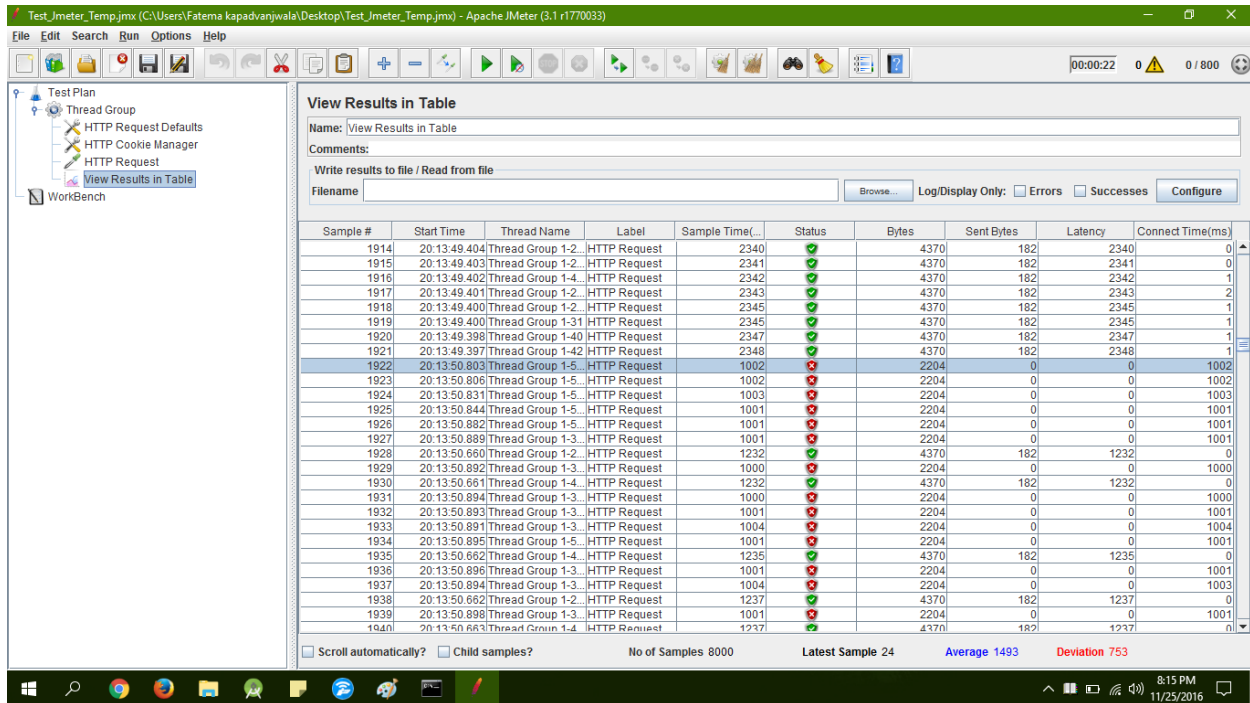 Test_Jmeter_Temp.jmx (C:\Users\Fatema kapadvanjwala\Desktop\Test_Jmeter_Temp.jmx) - Apache JMeter (3.1 r1770033)
File Edit Search Run Options Help
00:00:22 0 0 / 800
Test Plan
Thread Group
HTTP Request Defaults
HTTP Cookie Manager
HTTP Request
View Results in Table
WorkBench
View Results in Table
Name: View Results in Table
Comments:
Write results to file / Read from file
Filename Browse... Log/Display Only: Errors Successes Configure
Sample # Start Time Thread Name Label Sample Time(... Status Bytes Sent Bytes Latency Connect Time(ms)
1914 20:13:49.404 Thread Group 1-2... HTTP Request 2340 4370 182 2340 0
1915 20:13:49.403 Thread Group 1-2... HTTP Request 2341 4370 182 2341 0
1916 20:13:49.402 Thread Group 1-4... HTTP Request 2342 4370 182 2342 1
1917 20:13:49.401 Thread Group 1-2... HTTP Request 2343 4370 182 2343 2
1918 20:13:49.400 Thread Group 1-2... HTTP Request 2345 4370 182 2345 1
1919 20:13:49.400 Thread Group 1-31 HTTP Request 2345 4370 182 2345 1
1920 20:13:49.398 Thread Group 1-40 HTTP Request 2347 4370 182 2347 1
1921 20:13:49.397 Thread Group 1-42 HTTP Request 2348 4370 182 2348 1
1922 20:13:50.803 Thread Group 1-5... HTTP Request 1002 2204 0 0 1002
1923 20:13:50.806 Thread Group 1-5... HTTP Request 1002 2204 0 0 1002
1924 20:13:50.831 Thread Group 1-5... HTTP Request 1003 2204 0 0 1003
1925 20:13:50.844 Thread Group 1-5... HTTP Request 1001 2204 0 0 1001
1926 20:13:50.882 Thread Group 1-5... HTTP Request 1001 2204 0 0 1001
1927 20:13:50.889 Thread Group 1-3... HTTP Request 1001 2204 0 0 1001
1928 20:13:50.660 Thread Group 1-2... HTTP Request 1232 4370 182 1232 0
1929 20:13:50.892 Thread Group 1-3... HTTP Request 1000 2204 0 0 1000
1930 20:13:50.661 Thread Group 1-4... HTTP Request 1232 4370 182 1232 0
1931 20:13:50.894 Thread Group 1-3... HTTP Request 1000 2204 0 0 1000
1932 20:13:50.893 Thread Group 1-3... HTTP Request 1001 2204 0 0 1001
1933 20:13:50.891 Thread Group 1-3... HTTP Request 1004 2204 0 0 1004
1934 20:13:50.895 Thread Group 1-5... HTTP Request 1001 2204 0 0 1001
1935 20:13:50.662 Thread Group 1-4... HTTP Request 1235 4370 182 1235 0
1936 20:13:50.896 Thread Group 1-3... HTTP Request 1001 2204 0 0 1001
1937 20:13:50.894 Thread Group 1-3... HTTP Request 1004 2204 0 0 1003
1938 20:13:50.662 Thread Group 1-2... HTTP Request 1237 4370 182 1237 0
1939 20:13:50.898 Thread Group 1-3... HTTP Request 1001 2204 0 0 1001
1940 20:13:50.663 Thread Group 1-4... HTTP Request 1237 4370 182 1237 0
Scroll automatically? Child samples? No of Samples 8000 Latest Sample 24 Average 1493 Deviation 753
8:15 PM
11/25/2016